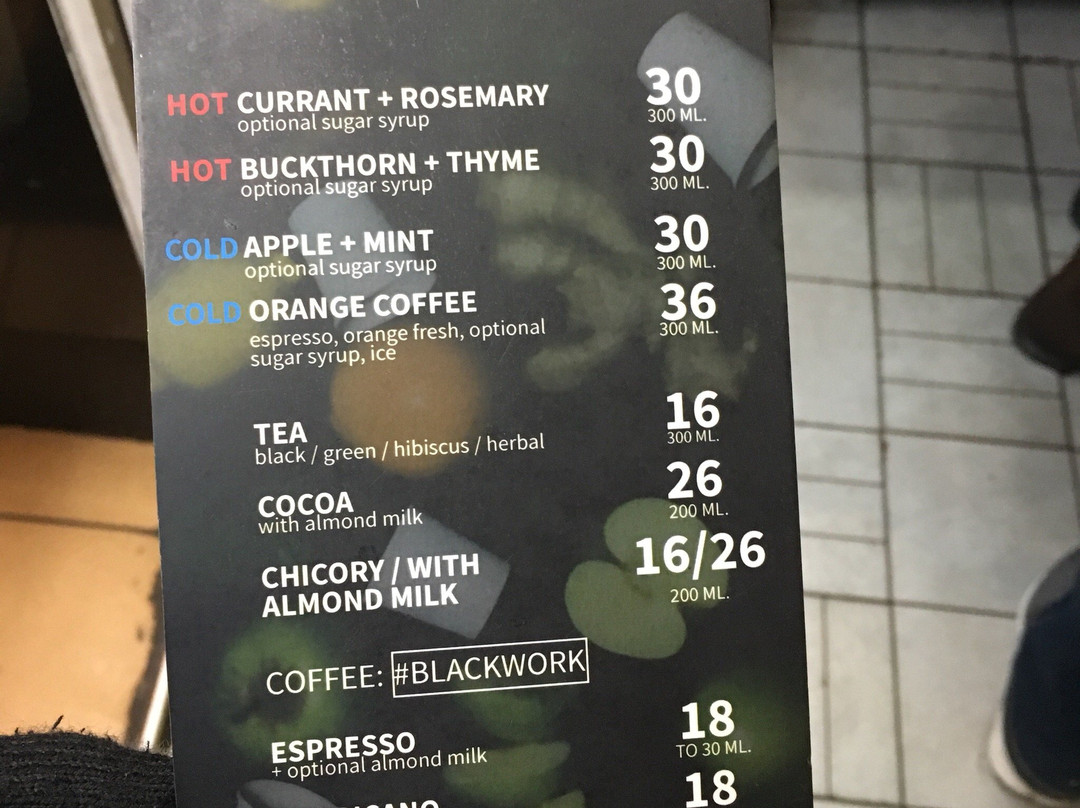 HOT CURRANT + ROSEMARY 30
optional sugar syrup 300 ML.
HOT BUCKTHORN + THYME 30
optional sugar syrup 300 ML.
COLD APPLE + MINT 30
optional sugar syrup 300 ML.
COLD ORANGE COFFEE 36
espresso, orange fresh, optional 300 ML.
sugar syrup, ice
TEA 16
black / green / hibiscus / herbal 300 ML.
COCOA 26
with almond milk 200 ML.
CHICORY / WITH 16/26
ALMOND MILK 200 ML.
COFFEE: #BLACKWORK
ESPRESSO 18
+ optional almond milk TO 30 ML.
18